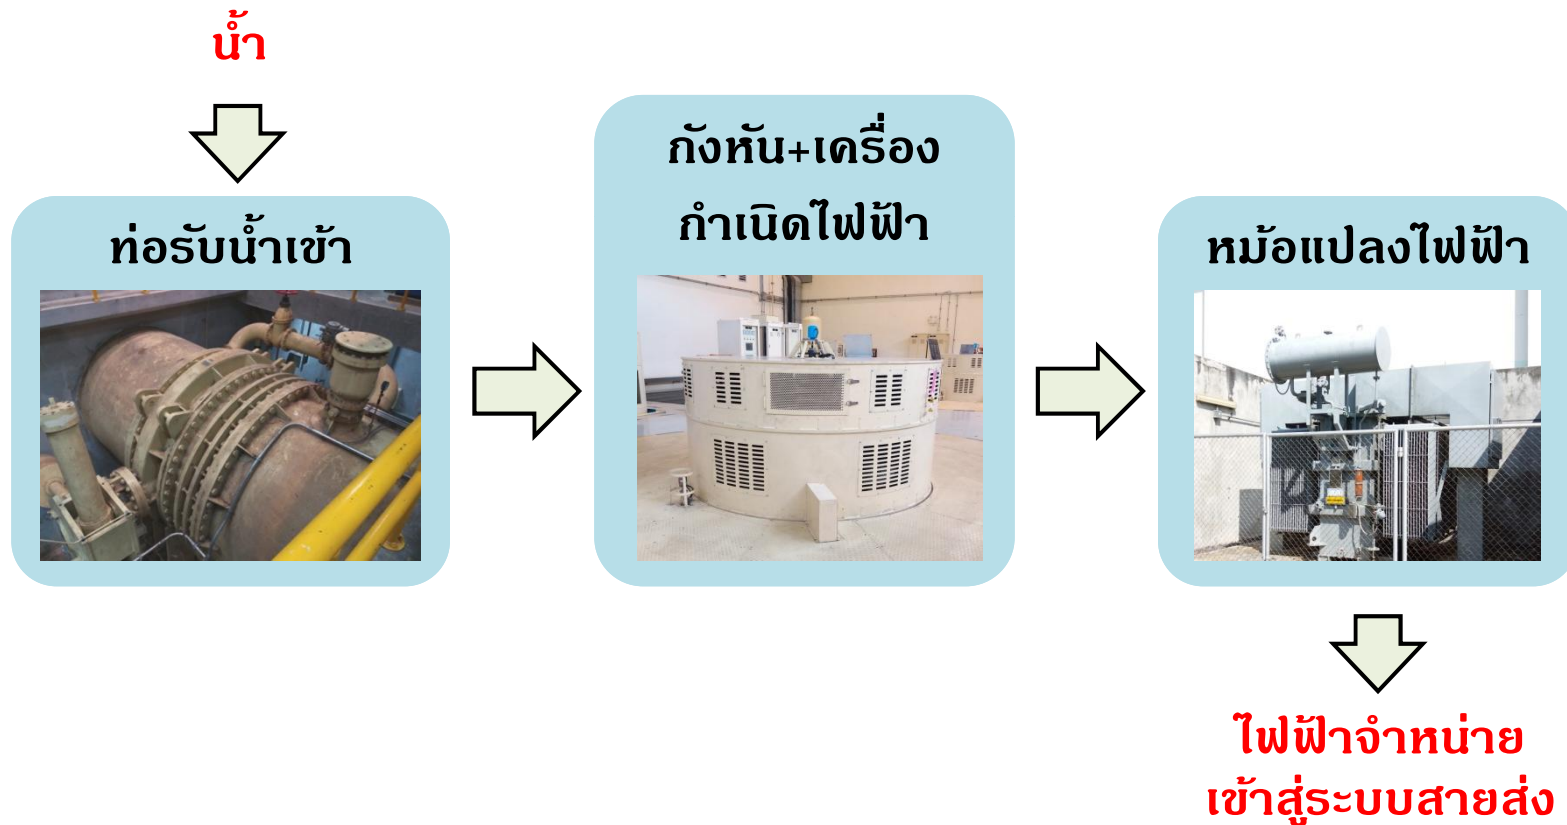 น้ำ
ท่อรับน้ำเข้า
กังหัน+เครื่อง
กำเนิดไฟฟ้า
หม้อแปลงไฟฟ้า
ไฟฟ้าจำหน่าย
เข้าสู่ระบบสายส่ง